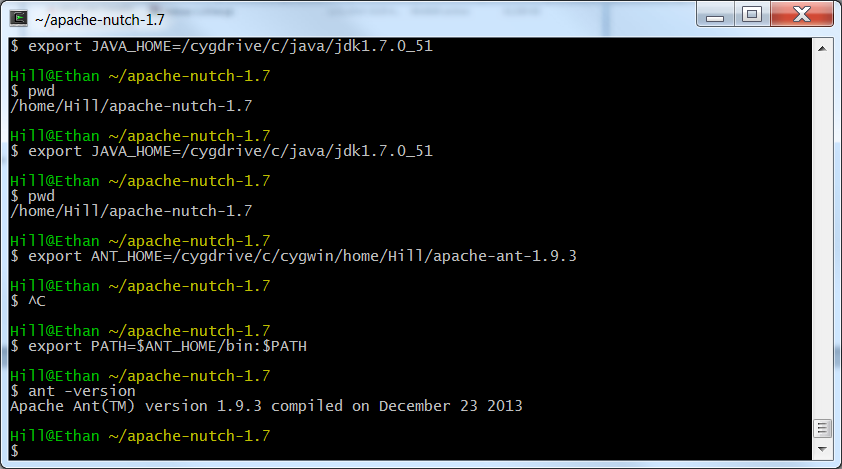 ~/apache-nutch-1.7
$ export JAVA_HOME=/cygdrive/c/java/jdk1.7.0_51
Hill@Ethan ~/apache-nutch-1.7
$ pwd
/home/Hill/apache-nutch-1.7
Hill@Ethan ~/apache-nutch-1.7
$ export JAVA_HOME=/cygdrive/c/java/jdk1.7.0_51
Hill@Ethan ~/apache-nutch-1.7
$ pwd
/home/Hill/apache-nutch-1.7
Hill@Ethan ~/apache-nutch-1.7
$ export ANT_HOME=/cygdrive/c/cygwin/home/Hill/apache-ant-1.9.3
Hill@Ethan ~/apache-nutch-1.7
$ ^C
Hill@Ethan ~/apache-nutch-1.7
$ export PATH=$ANT_HOME/bin:$PATH
Hill@Ethan ~/apache-nutch-1.7
$ ant -version
Apache Ant(TM) version 1.9.3 compiled on December 23 2013
Hill@Ethan ~/apache-nutch-1.7
$